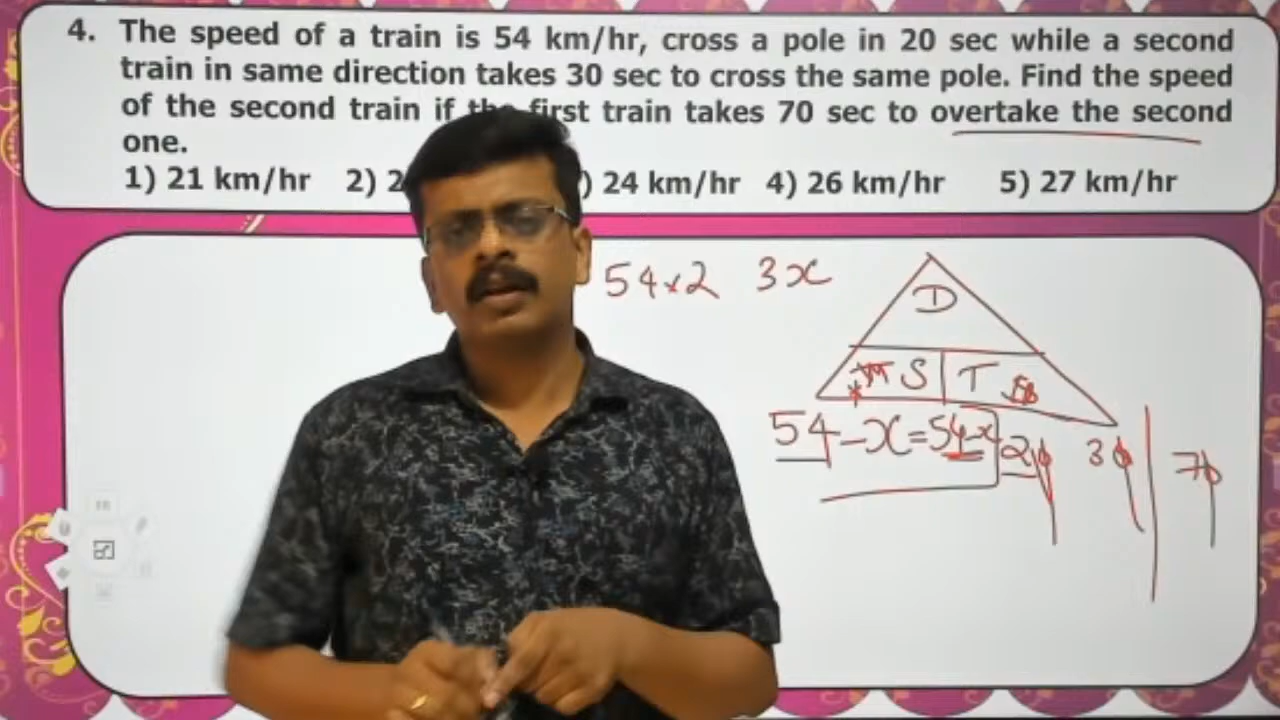 4. The speed of a train is 54 km/hr, cross a pole in 20 sec while a second
train in same direction takes 30 sec to cross the same pole. Find the speed
of the second train if the first train takes 70 sec to overtake the second
one.
1) 21 km/hr 2) 2 ) 24 km/hr 4) 26 km/hr 5) 27 km/hr
54×2 3x
D
S T
54-x=54-x 20 30 70